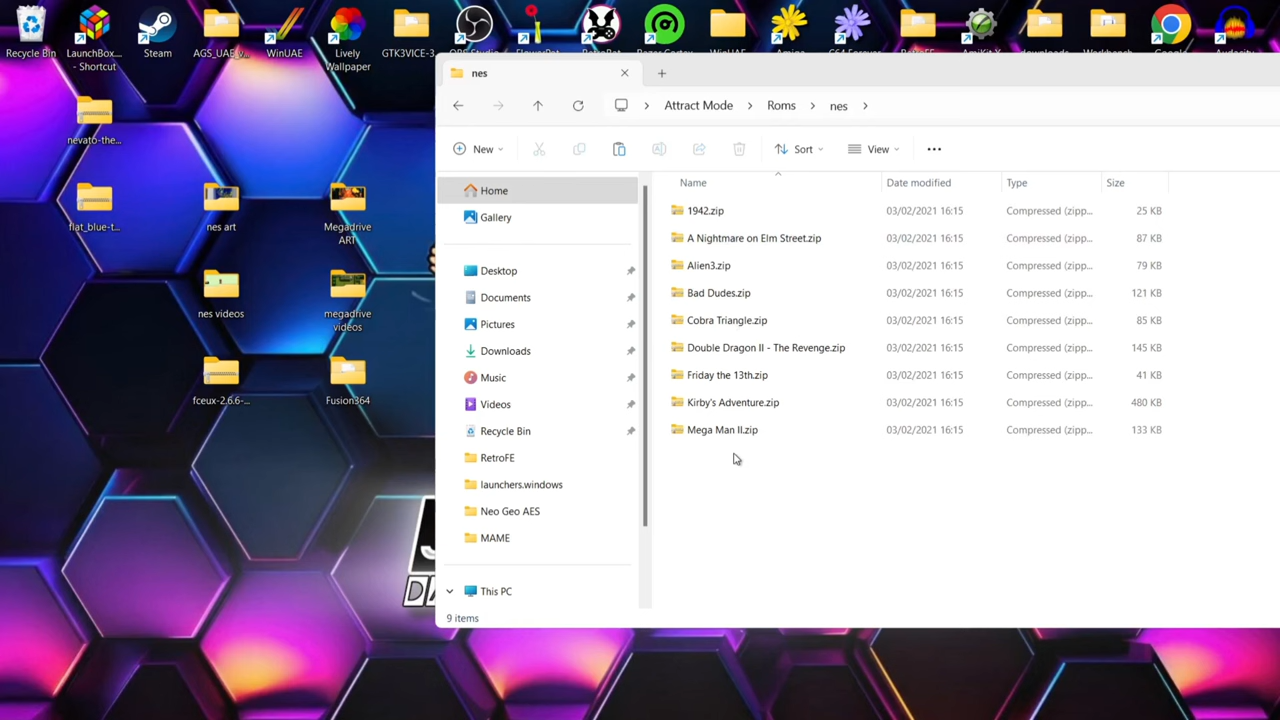 Recycle Bin
LaunchBox...
- Shortcut
Steam
AGS_UAE_v...
WinUAE
Lively
Wallpaper
GTK3VICE-3
nes
Attract Mode
Roms
nes
New
Sort
View
Name
Date modified
Type
Size
nevato-the...
flat_blue-t...
nes art
Megadrive
ART
nes videos
megadrive
videos
fceux-2.6.6-...
Fusion364
Home
Gallery
Desktop
Documents
Pictures
Downloads
Music
Videos
Recycle Bin
RetroFE
launchers.windows
Neo Geo AES
MAME
This PC
1942.zip 03/02/2021 16:15 Compressed (zipp... 25 KB
A Nightmare on Elm Street.zip 03/02/2021 16:15 Compressed (zipp... 87 KB
Alien3.zip 03/02/2021 16:15 Compressed (zipp... 79 KB
Bad Dudes.zip 03/02/2021 16:15 Compressed (zipp... 121 KB
Cobra Triangle.zip 03/02/2021 16:15 Compressed (zipp... 85 KB
Double Dragon II - The Revenge.zip 03/02/2021 16:15 Compressed (zipp... 145 KB
Friday the 13th.zip 03/02/2021 16:15 Compressed (zipp... 41 KB
Kirby's Adventure.zip 03/02/2021 16:15 Compressed (zipp... 480 KB
Mega Man II.zip 03/02/2021 16:15 Compressed (zipp... 133 KB
9 items